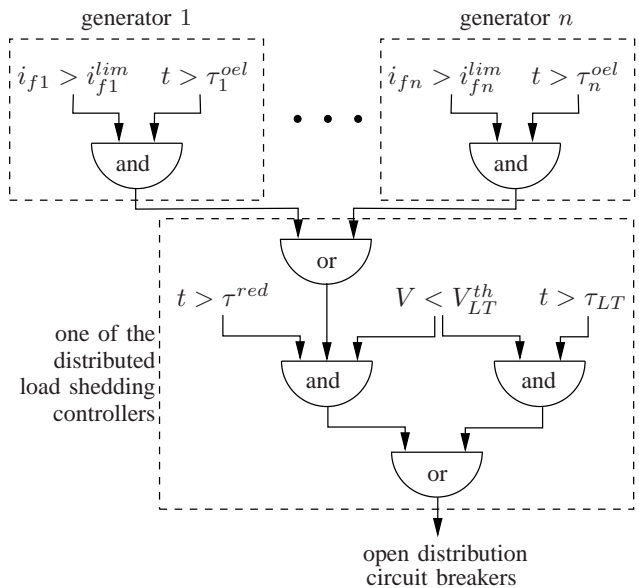 generator 1
generator n
i_{f1} > i_{f1}^{lim} t > τ_1^{oel}
i_{fn} > i_{fn}^{lim} t > τ_n^{oel}
and
and
or
t > τ^{red} V < V_{LT}^{th} t > τ_{LT}
one of the
distributed
load shedding
controllers
and
and
or
open distribution
circuit breakers